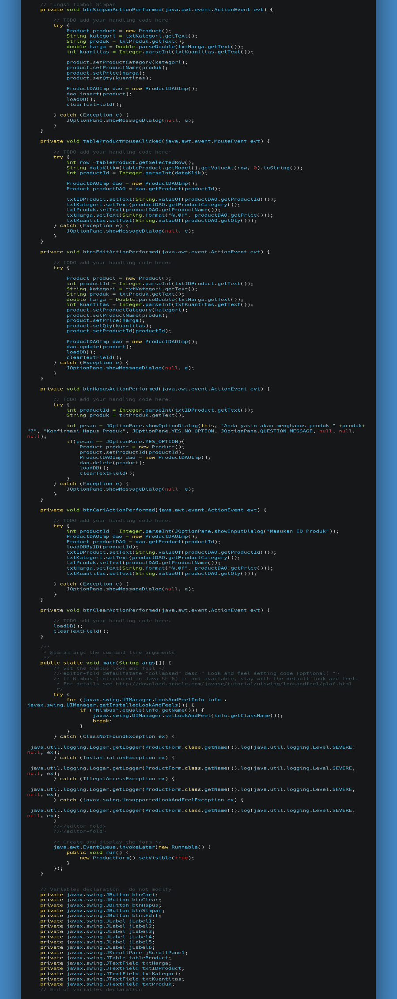 // Fungsi Tombol Simpan
private void btnSimpanActionPerformed(java.awt.event.ActionEvent evt) {
// TODO add your handling code here:
try {
Product product = new Product();
String kategori = txtKategori.getText();
String produk = txtProduk.getText();
double harga = Double.parseDouble(txtHarga.getText());
int kuantitas = Integer.parseInt(txtKuantitas.getText());
product.setProductCategory(kategori);
product.setProductName(produk);
product.setPrice(harga);
product.setQty(kuantitas);
ProductDAOImp dao = new ProductDAOImp();
dao.insert(product);
loadDB();
clearTextField();
} catch (Exception e) {
JOptionPane.showMessageDialog(null, e);
}
}
private void tableProductMouseClicked(java.awt.event.MouseEvent evt) {
// TODO add your handling code here:
try {
int row =tableProduct.getSelectedRow();
String dataKlik=(tableProduct.getModel().getValueAt(row, 0).toString());
int productId = Integer.parseInt(dataKlik);
ProductDAOImp dao = new ProductDAOImp();
Product productDAO = dao.getProduct(productId);
txtIDProduct.setText(String.valueOf(productDAO.getProductId()));
txtKategori.setText(productDAO.getProductCategory());
txtProduk.setText(productDAO.getProductName());
txtHarga.setText(String.format("%.0f", productDAO.getPrice()));
txtKuantitas.setText(String.valueOf(productDAO.getQty()));
} catch (Exception e) {
JOptionPane.showMessageDialog(null, e);
}
}
private void btnsEditActionPerformed(java.awt.event.ActionEvent evt) {
// TODO add your handling code here:
try {
Product product = new Product();
int productId = Integer.parseInt(txtIDProduct.getText());
String kategori = txtKategori.getText();
String produk = txtProduk.getText();
double harga = Double.parseDouble(txtHarga.getText());
int kuantitas = Integer.parseInt(txtKuantitas.getText());
product.setProductCategory(kategori);
product.setProductName(produk);
product.setPrice(harga);
product.setQty(kuantitas);
product.setProductId(productId);
ProductDAOImp dao = new ProductDAOImp();
dao.update(product);
loadDB();
clearTextField();
} catch (Exception e) {
JOptionPane.showMessageDialog(null, e);
}
}
private void btnHapusActionPerformed(java.awt.event.ActionEvent evt) {
// TODO add your handling code here:
try {
int productId = Integer.parseInt(txtIDProduct.getText());
String produk = txtProduk.getText();
int pesan = JOptionPane.showOptionDialog(this, "Anda yakin akan menghapus produk " +produk+
"?", "Konfirmasi Hapus Produk", JOptionPane.YES_NO_OPTION, JOptionPane.QUESTION_MESSAGE, null, null,
null);
if(pesan == JOptionPane.YES_OPTION){
Product product = new Product();
product.setProductId(productId);
ProductDAOImp dao = new ProductDAOImp();
dao.delete(product);
loadDB();
clearTextField();
}
} catch (Exception e) {
JOptionPane.showMessageDialog(null, e);
}
}
private void btnCariActionPerformed(java.awt.event.ActionEvent evt) {
// TODO add your handling code here:
try {
int productId = Integer.parseInt(JOptionPane.showInputDialog("Masukan ID Produk"));
ProductDAOImp dao = new ProductDAOImp();
Product productDAO = dao.getProduct(productId);
loadDBByID(productId);
txtIDProduct.setText(String.valueOf(productDAO.getProductId()));
txtKategori.setText(productDAO.getProductCategory());
txtProduk.setText(productDAO.getProductName());
txtHarga.setText(String.format("%.0f", productDAO.getPrice()));
txtKuantitas.setText(String.valueOf(productDAO.getQty()));
} catch (Exception e) {
JOptionPane.showMessageDialog(null, e);
}
}
private void btnClearActionPerformed(java.awt.event.ActionEvent evt) {
// TODO add your handling code here:
loadDB();
clearTextField();
}
/**
* @param args the command line arguments
*/
public static void main(String args[]) {
/* Set the Nimbus look and feel */
//<editor-fold defaultstate="collapsed" desc=" Look and feel setting code (optional) ">
/* If Nimbus (introduced in Java SE 6) is not available, stay with the default look and feel.
* For details see http://download.oracle.com/javase/tutorial/uiswing/lookandfeel/plaf.html
*/
try {
for (javax.swing.UIManager.LookAndFeelInfo info :
javax.swing.UIManager.getInstalledLookAndFeels()) {
if ("Nimbus".equals(info.getName())) {
javax.swing.UIManager.setLookAndFeel(info.getClassName());
break;
}
}
} catch (ClassNotFoundException ex) {
java.util.logging.Logger.getLogger(ProductForm.class.getName()).log(java.util.logging.Level.SEVERE,
null, ex);
} catch (InstantiationException ex) {
java.util.logging.Logger.getLogger(ProductForm.class.getName()).log(java.util.logging.Level.SEVERE,
null, ex);
} catch (IllegalAccessException ex) {
java.util.logging.Logger.getLogger(ProductForm.class.getName()).log(java.util.logging.Level.SEVERE,
null, ex);
} catch (javax.swing.UnsupportedLookAndFeelException ex) {
java.util.logging.Logger.getLogger(ProductForm.class.getName()).log(java.util.logging.Level.SEVERE,
null, ex);
}
//</editor-fold>
//</editor-fold>
/* Create and display the form */
java.awt.EventQueue.invokeLater(new Runnable() {
public void run() {
new ProductForm().setVisible(true);
}
});
}
// Variables declaration - do not modify
private javax.swing.JButton btnCari;
private javax.swing.JButton btnClear;
private javax.swing.JButton btnHapus;
private javax.swing.JButton btnSimpan;
private javax.swing.JButton btnsEdit;
private javax.swing.JLabel jLabel1;
private javax.swing.JLabel jLabel2;
private javax.swing.JLabel jLabel3;
private javax.swing.JLabel jLabel4;
private javax.swing.JLabel jLabel5;
private javax.swing.JLabel jLabel6;
private javax.swing.JScrollPane jScrollPane1;
private javax.swing.JTable tableProduct;
private javax.swing.JTextField txtHarga;
private javax.swing.JTextField txtIDProduct;
private javax.swing.JTextField txtKategori;
private javax.swing.JTextField txtKuantitas;
private javax.swing.JTextField txtProduk;
// End of variables declaration